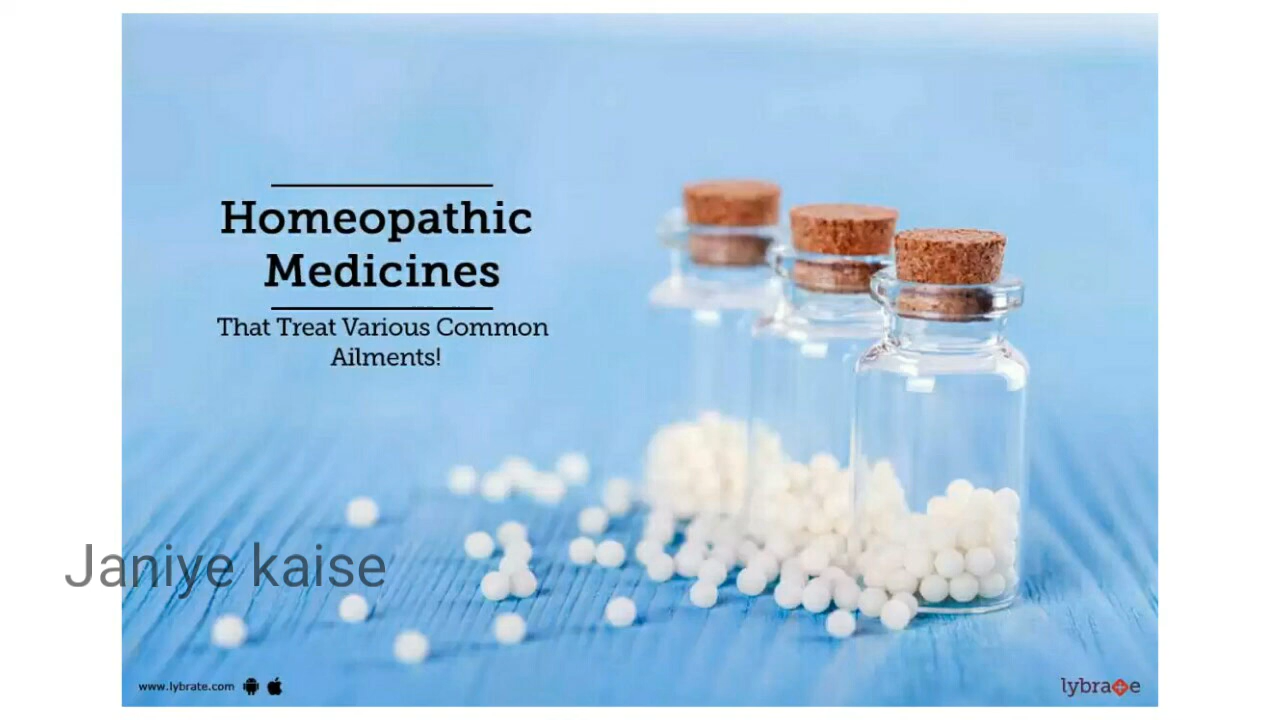 Homeopathic
Medicines
That Treat Various Common
Ailments!
Janiye kaise
www.lybrate.com
lybrate